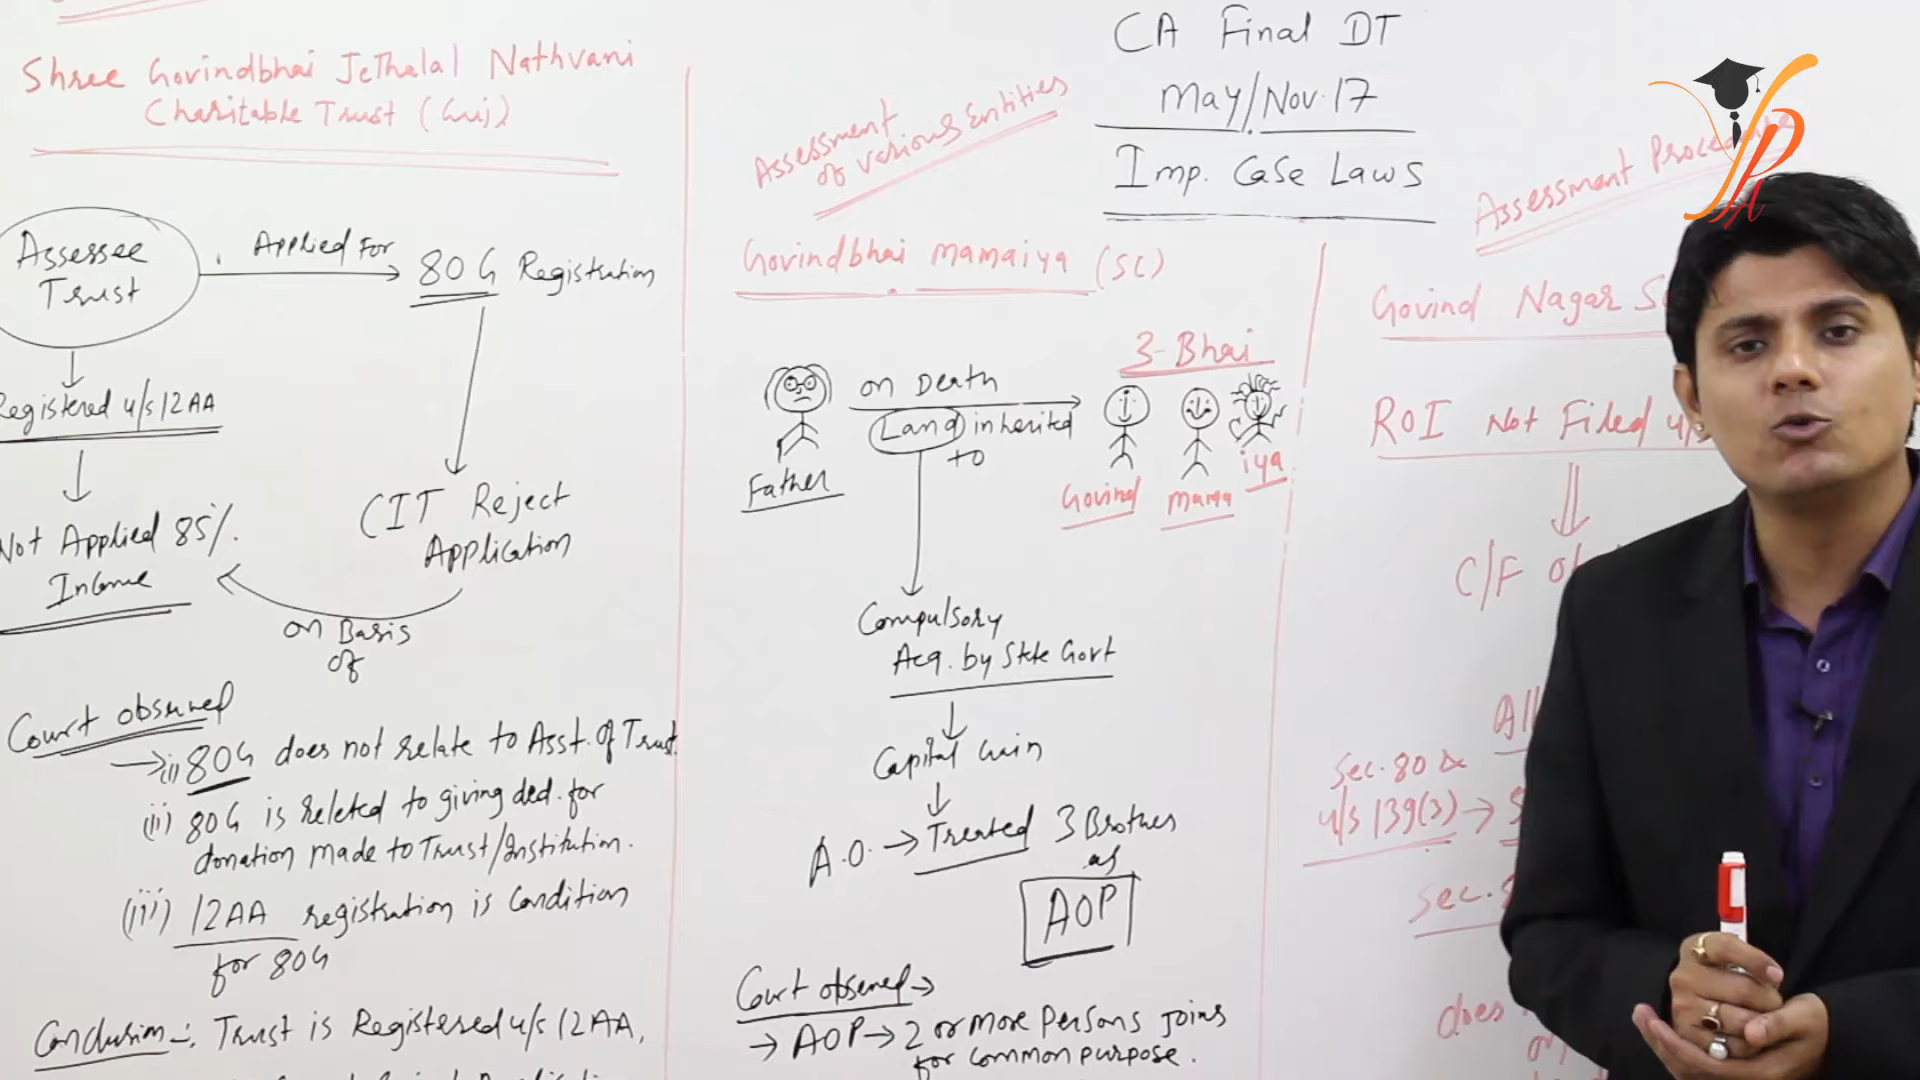 Shree Govindbhai Jethalal Nathvani
Charitable Trust (Guj)
Assessee
Trust
Applied For
80G Registration
Registered u/s 12AA
Not Applied 85%.
Income
CIT Reject
Application
on Basis
of
Court observed
→(i) 80G does not relate to Asst. of Trust.
(ii) 80G is releted to giving ded. for
donation made to Trust/Institution.
(iii) 12AA registration is Condition
for 80G
Conclusion :- Trust is Registered u/s 12AA,
CA Final DT
May/Nov.17
Imp. Case Laws
Assessment
of various Entities
Govindbhai Mamaiya (SC)
3-Bhai
on Death
Land inherited
to
Father
Govind
Mama
iya
Compulsory
Acq. by State Govt
Capital Gain
A.O. → Treated 3 Brothers
as
AOP
Court observed→
→ AOP → 2 or more Persons Joins
for common purpose.
Assessment
Govind Nagar
ROI Not Filed u/s
C/F
Sec. 80 &
u/s 139(3) →
Sec.
does